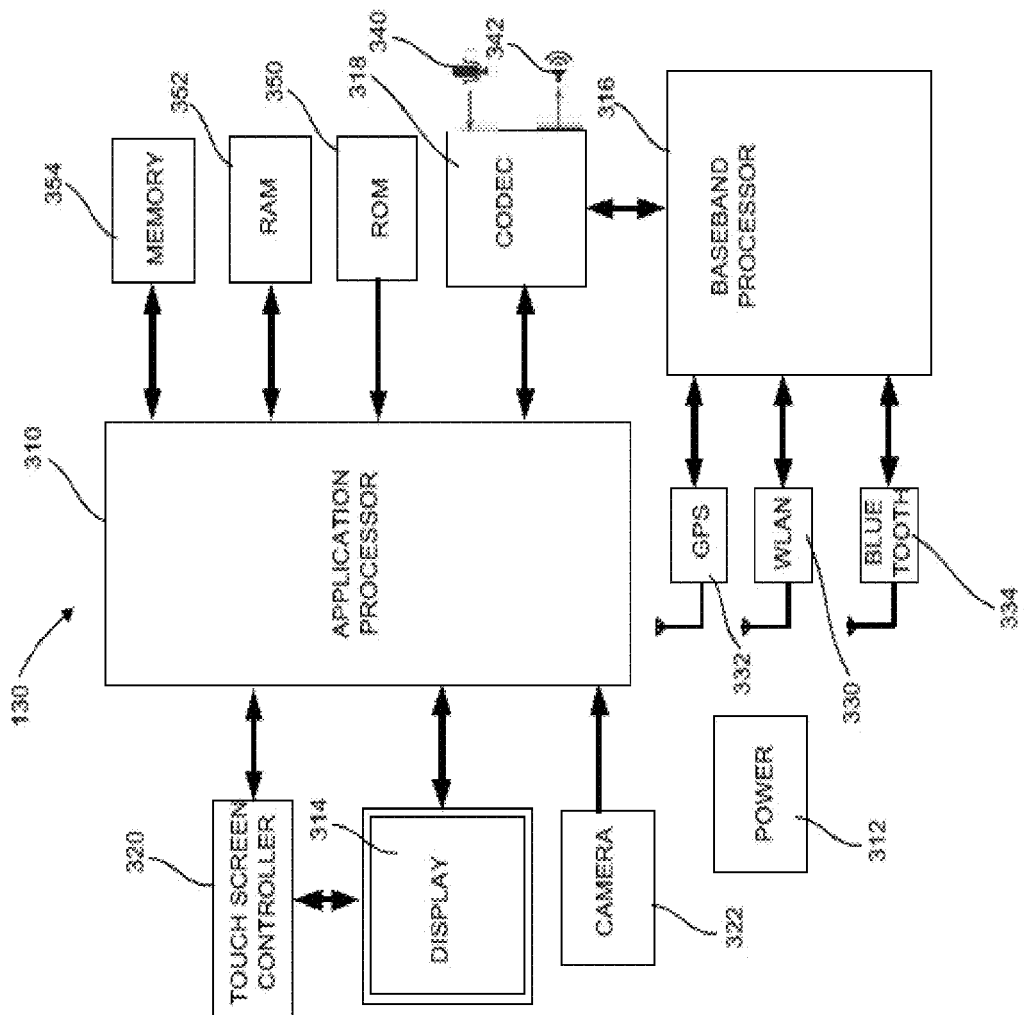 130
310
APPLICATION
PROCESSOR
354
MEMORY
352
RAM
350
ROM
318
CODEC
340
342
316
BASEBAND
PROCESSOR
320
TOUCH SCREEN
CONTROLLER
314
DISPLAY
CAMERA
322
POWER
312
GPS
332
WLAN
330
BLUE
TOOTH
334